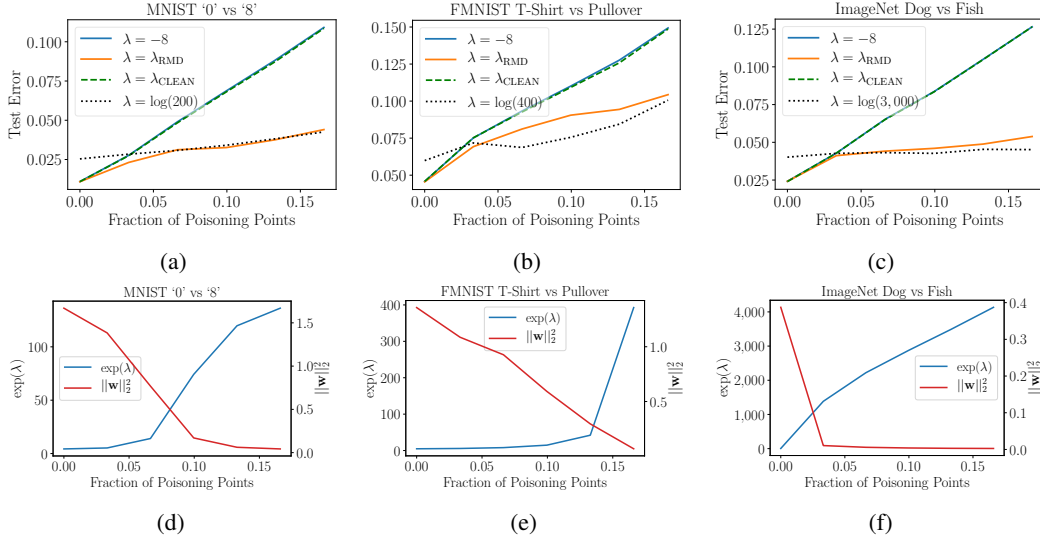 MNIST ‘0’ vs ‘8’
Test Error
0.100
0.075
0.050
0.025
λ = −8
λ = λ_RMD
λ = λ_CLEAN
λ = log(200)
0.00 0.05 0.10 0.15
Fraction of Poisoning Points
(a)
FMNIST T-Shirt vs Pullover
0.150
0.125
0.100
0.075
0.050
λ = −8
λ = λ_RMD
λ = λ_CLEAN
λ = log(400)
0.00 0.05 0.10 0.15
Fraction of Poisoning Points
(b)
ImageNet Dog vs Fish
Test Error
0.125
0.100
0.075
0.050
0.025
λ = −8
λ = λ_RMD
λ = λ_CLEAN
λ = log(3, 000)
0.00 0.05 0.10 0.15
Fraction of Poisoning Points
(c)
MNIST ‘0’ vs ‘8’
exp(λ)
100
50
0
exp(λ)
||w||₂²
1.5
1.0
0.5
0.0
||w||₂²
0.00 0.05 0.10 0.15
Fraction of Poisoning Points
(d)
FMNIST T-Shirt vs Pullover
exp(λ)
400
300
200
100
0
exp(λ)
||w||₂²
1.0
0.5
||w||₂²
0.00 0.05 0.10 0.15
Fraction of Poisoning Points
(e)
ImageNet Dog vs Fish
exp(λ)
4,000
3,000
2,000
1,000
0
exp(λ)
||w||₂²
0.4
0.3
0.2
0.1
0.0
||w||₂²
0.00 0.05 0.10 0.15
Fraction of Poisoning Points
(f)